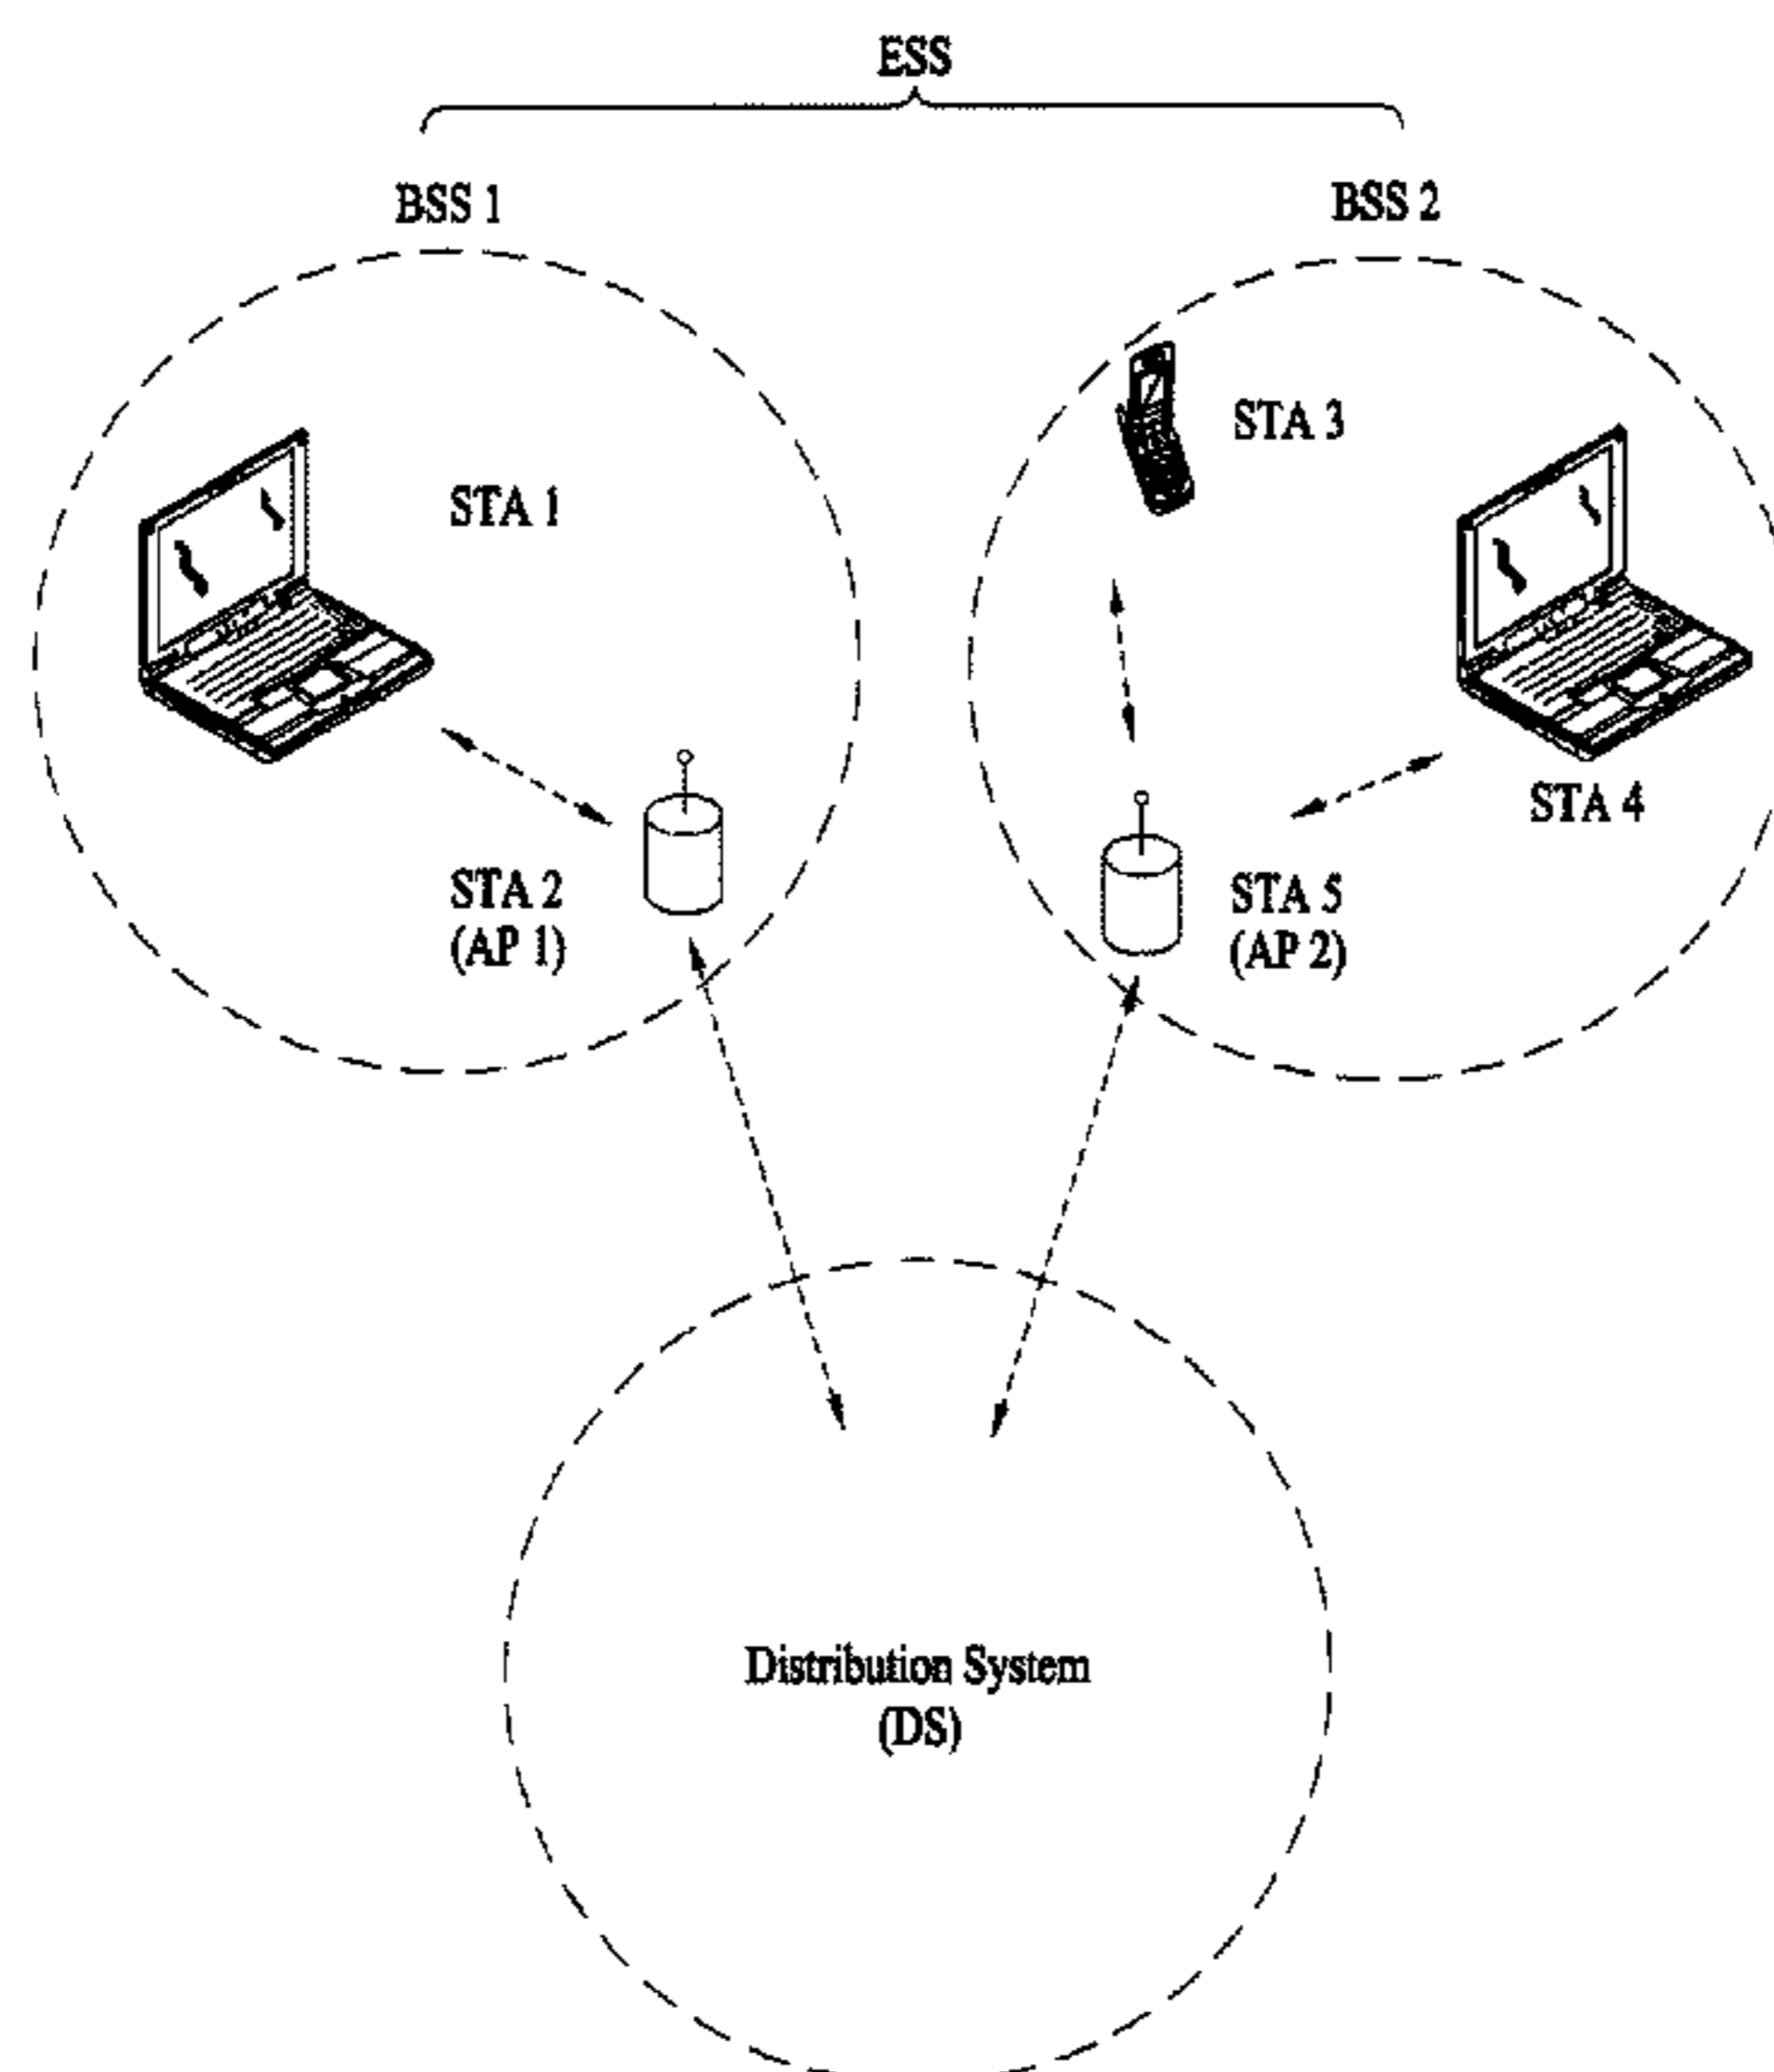 ESS
BSS 1
BSS 2
STA 3
STA 1
STA 4
STA 2
(AP 1)
STA 5
(AP 2)
Distribution System
(DS)